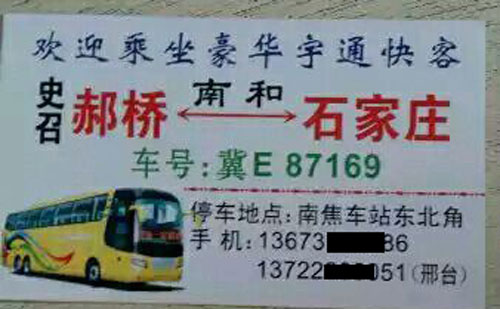 欢迎乘坐豪华宇通快客
史召 郝桥 南和 石家庄
车号:冀E 87169
停车地点:南焦车站东北角
手机:13673 86
13722 051(邢台)